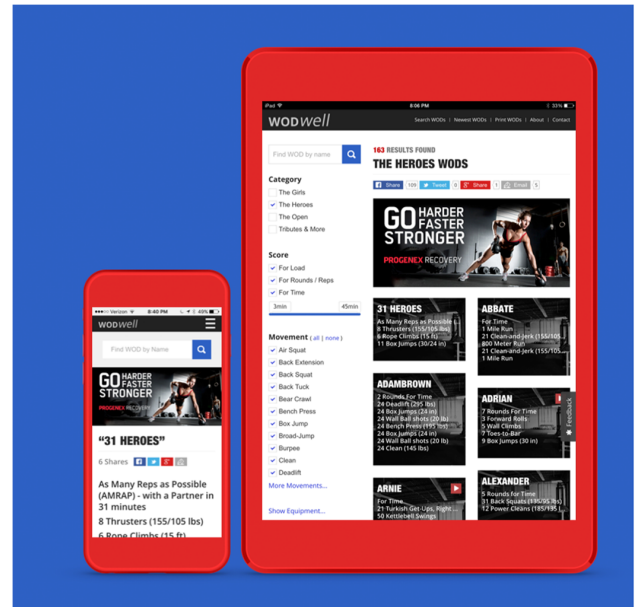 Verizon 8:40 PM 49%
WODwell
Find WOD by Name
GO HARDER
FASTER
STRONGER
PROGENEX RECOVERY
“31 HEROES”
6 Shares
As Many Reps as Possible
(AMRAP) - with a Partner in
31 minutes
8 Thrusters (155/105 lbs)
6 Rope Climbs (15 ft)
iPad 8:08 PM 33%
WODwell
Search WODs | Newest WODs | Print WODs | About | Contact
Find WOD by name
Category
The Girls
The Heroes
The Open
Tributes & More
Score
For Load
For Rounds / Reps
For Time
3min 45min
Movement ( all | none )
Air Squat
Back Extension
Back Squat
Back Tuck
Bear Crawl
Bench Press
Box Jump
Broad-Jump
Burpee
Clean
Deadlift
More Movements...
Show Equipment...
163 RESULTS FOUND
THE HEROES WODS
Share 109 Tweet 0 Share 1 Email 5
GO HARDER
FASTER
STRONGER
PROGENEX RECOVERY
31 HEROES
As Many Reps as Possible
8 Thrusters (155/105 lbs)
6 Rope Climbs (15 ft)
11 Box Jumps (30/24 in)
ABBATE
For Time
1 Mile Run
21 Clean-and-Jerk (155/105...
800 Meter Run
21 Clean-and-Jerk (155/105...
1 Mile Run
ADAMBROWN
2 Rounds For Time
24 Deadlift (295 lbs)
24 Box Jumps (24 in)
24 Wall Ball shots (20 lb)
24 Bench Press (195 lbs)
24 Box Jumps (24 in)
24 Wall Ball shots (20 lb)
24 Clean (145 lbs)
ADRIAN
7 Rounds For Time
3 Forward Rolls
5 Wall Climbs
7 Toes-to-Bar
9 Box Jumps (30 in)
Feedback
ARNIE
For Time
21 Turkish Get-Ups, Right ...
50 Kettlebell Swings
ALEXANDER
5 Rounds for Time
31 Back Squats (135/95 lbs)
12 Power Cleans (185/135